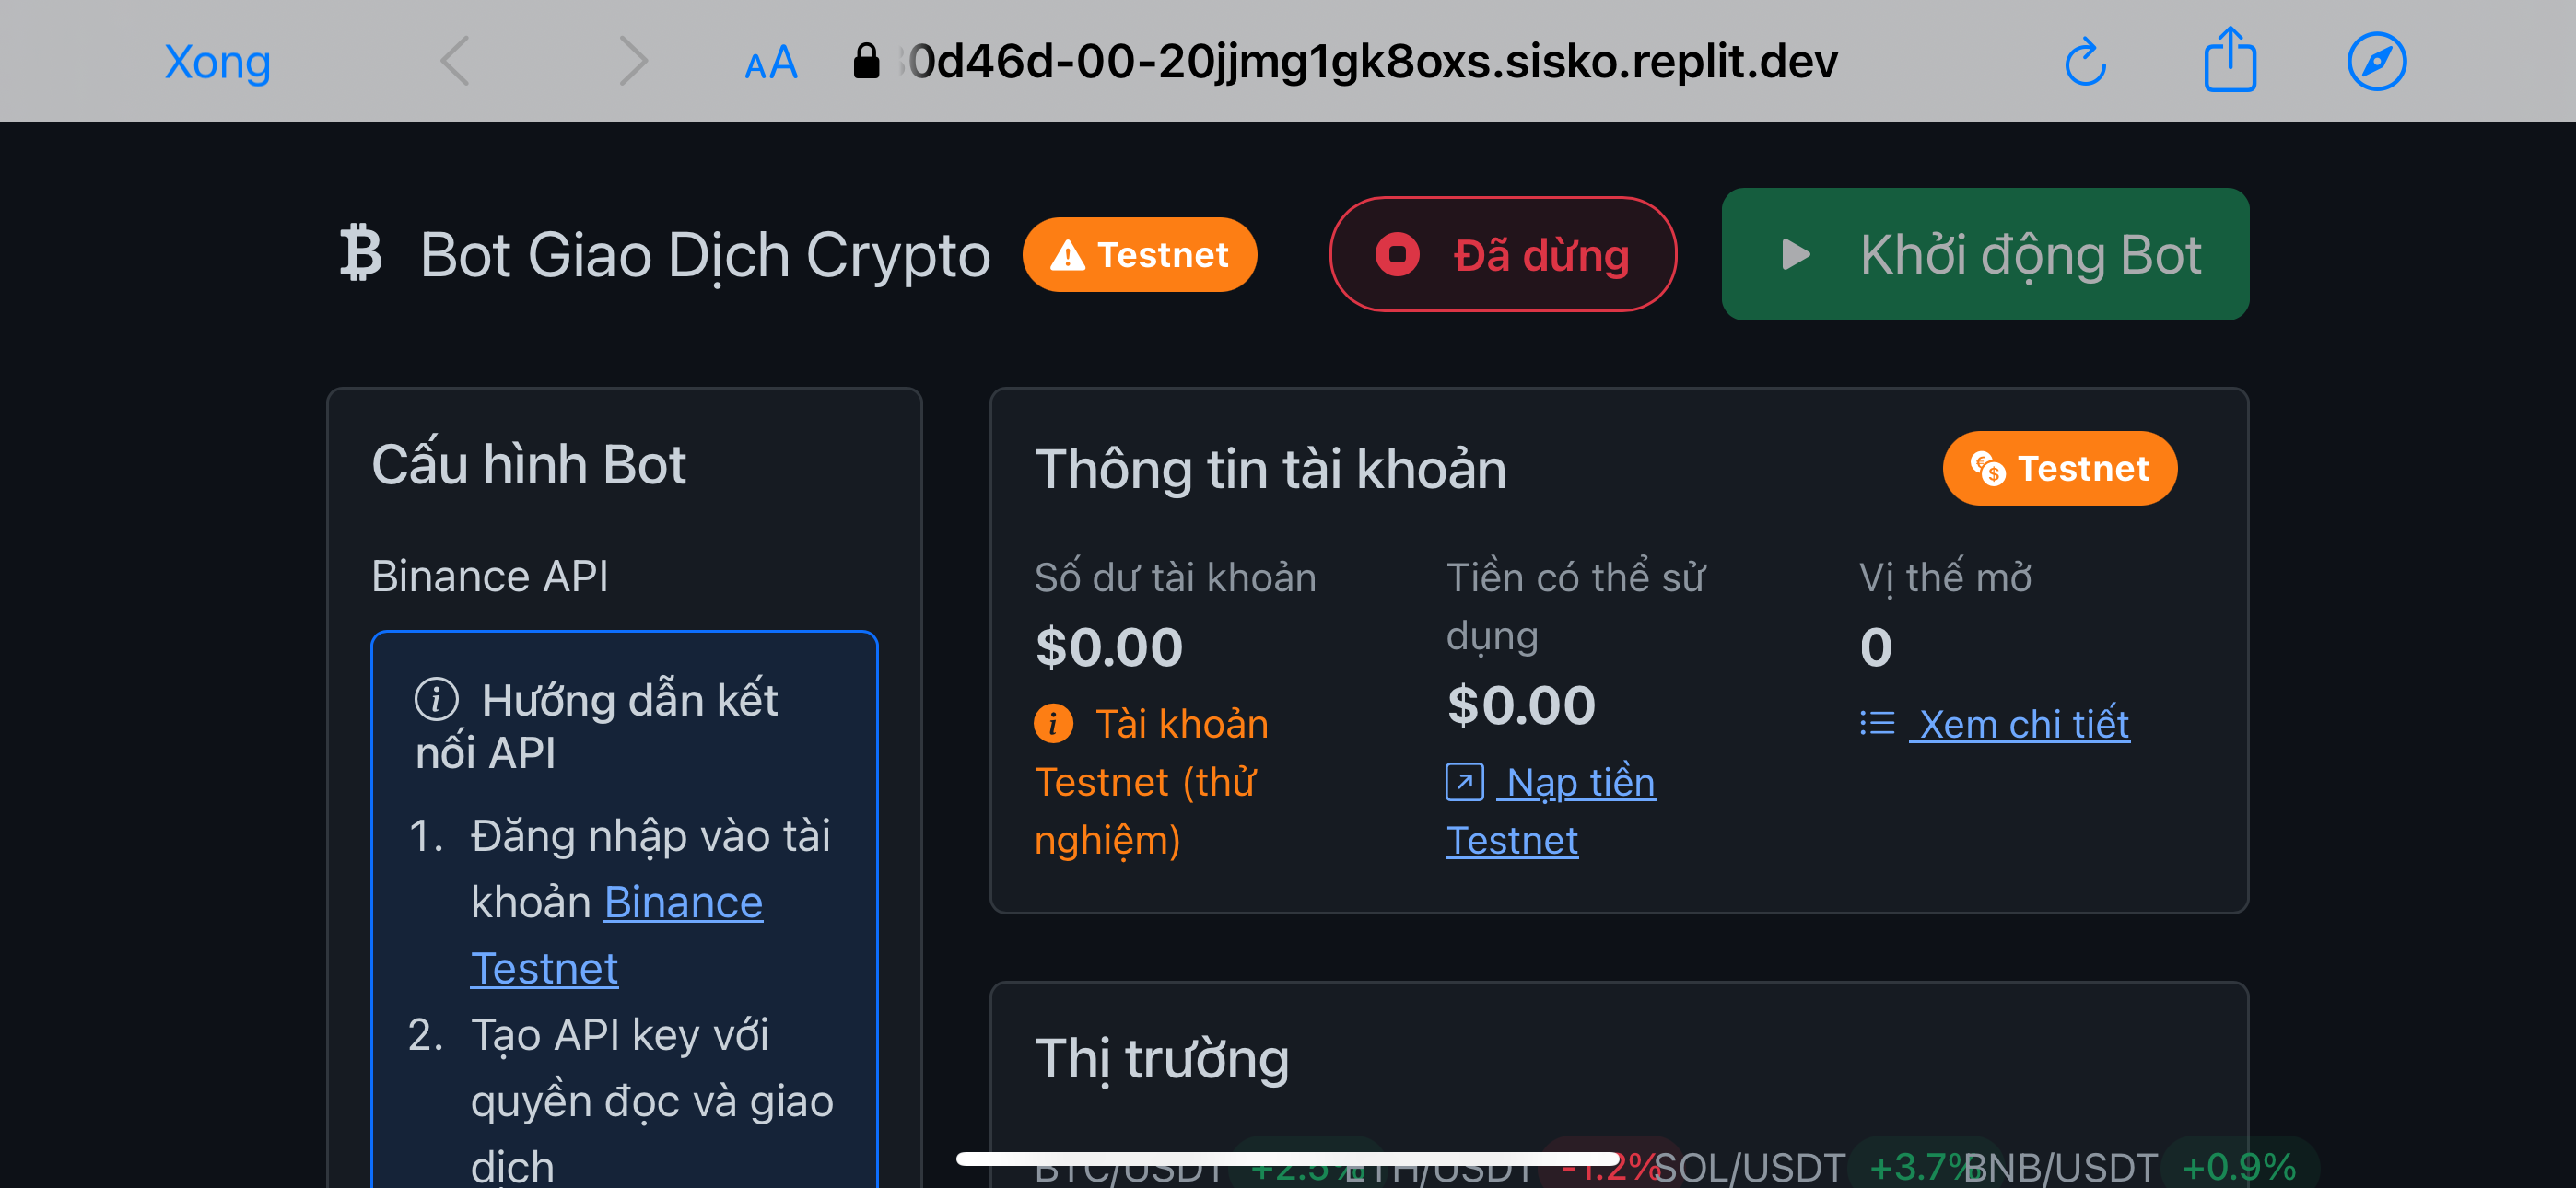 Xong
AA
0d46d-00-20jjmg1gk8oxs.sisko.replit.dev
Bot Giao Dịch Crypto
Testnet
Đã dừng
Khởi động Bot
Cấu hình Bot
Binance API
Hướng dẫn kết
nối API
1. Đăng nhập vào tài
khoản Binance
Testnet
2. Tạo API key với
quyền đọc và giao
dịch
Thông tin tài khoản
Testnet
Số dư tài khoản
$0.00
Tài khoản
Testnet (thử
nghiệm)
Tiền có thể sử
dụng
$0.00
Nạp tiền
Testnet
Vị thế mở
0
Xem chi tiết
Thị trường
BTC/USDT +2.5% ETH/USDT -1.2% SOL/USDT +3.7% BNB/USDT +0.9%